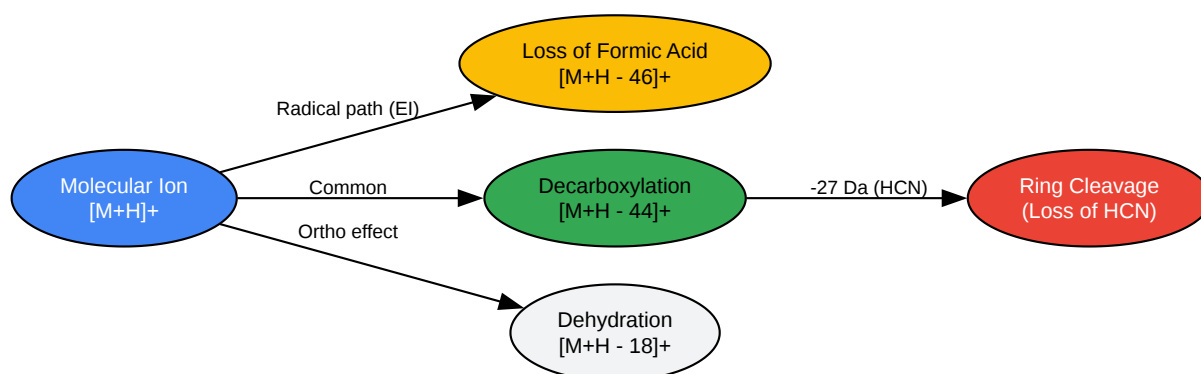 Loss of Formic Acid
[M+H - 46]+
Radical path (EI)
Molecular Ion
[M+H]+
Common
Decarboxylation
[M+H - 44]+
-27 Da (HCN)
Ring Cleavage
(Loss of HCN)
Ortho effect
Dehydration
[M+H - 18]+